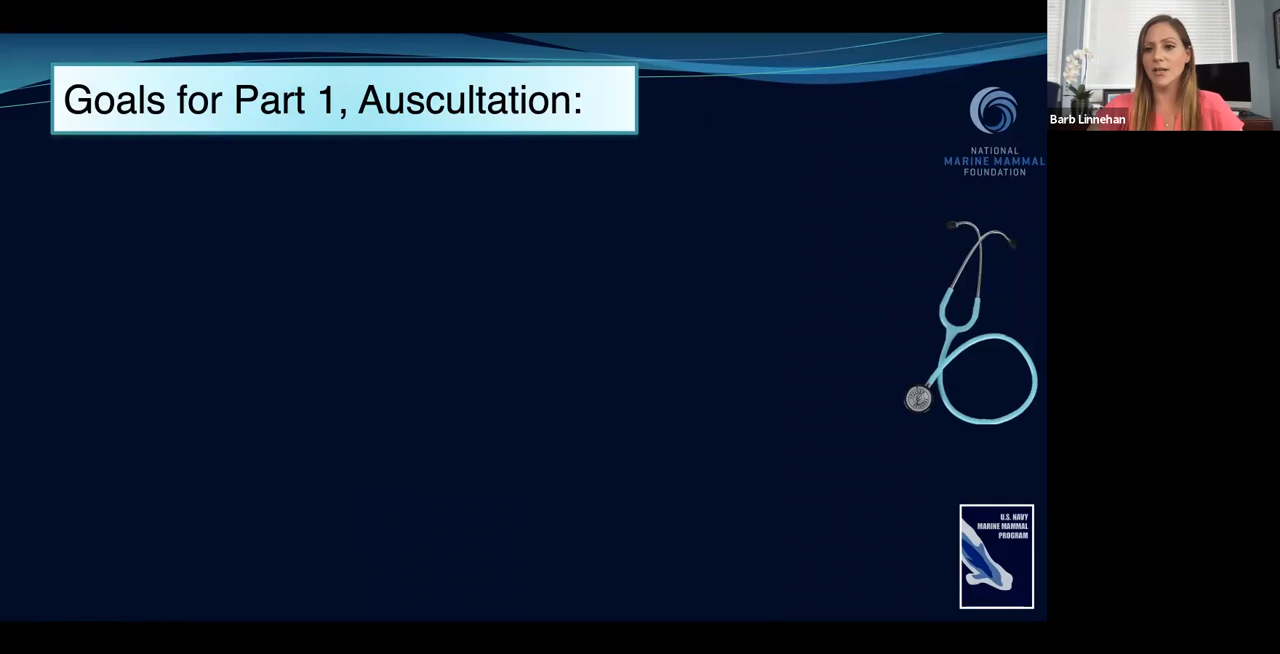 Goals for Part 1, Auscultation:
Barb Linnehan
NATIONAL
MARINE MAMMAL
FOUNDATION
U.S. NAVY
MARINE MAMMAL
PROGRAM